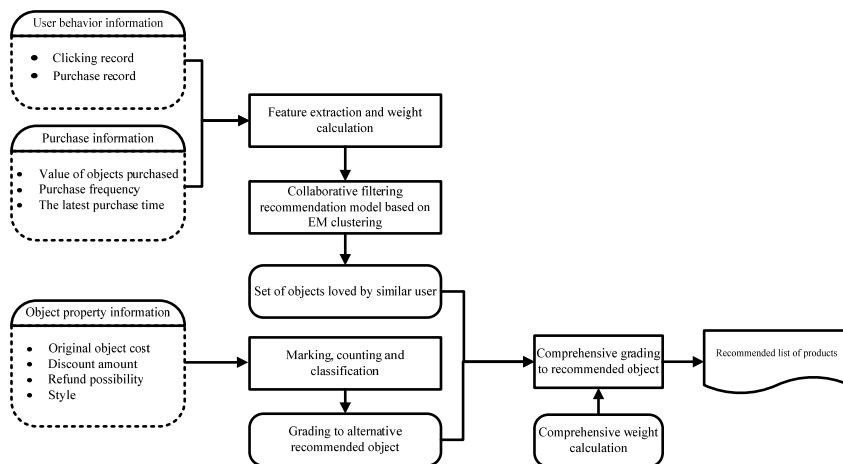 User behavior information
Clicking record
Purchase record
Purchase information
Value of objects purchased
Purchase frequency
The latest purchase time
Feature extraction and weight
calculation
Collaborative filtering
recommendation model based on
EM clustering
Set of objects loved by similar user
Object property information
Original object cost
Discount amount
Refund possibility
Style
Marking, counting and
classification
Grading to alternative
recommended object
Comprehensive grading
to recommended object
Comprehensive weight
calculation
Recommended list of products